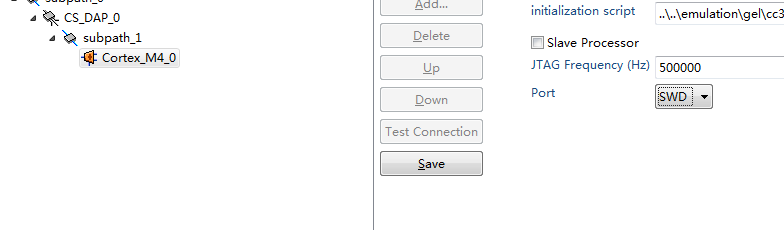 CS_DAP_0
subpath_1
Cortex_M4_0
Add...
Delete
Up
Down
Test Connection
Save
initialization script ..\..\emulation\gel\cc3
Slave Processor
JTAG Frequency (Hz) 500000
Port SWD